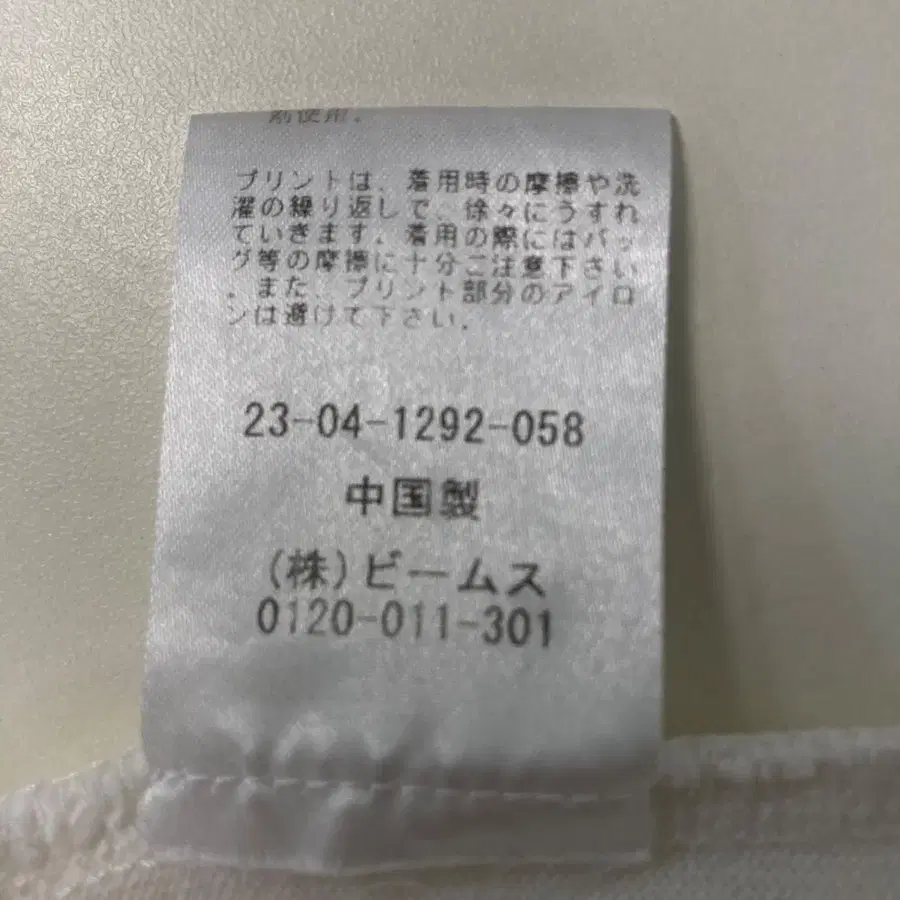 剤使用.
プリントは、着用時の摩擦や洗
濯の繰り返しで、徐々にうすれ
ていきます.着用の際にはバッ
グ等の摩擦に十分ご注意下さい
.また、プリント部分のアイロ
ンは避けて下さい.
23-04-1292-058
中国製
(株)ビームス
0120-011-301